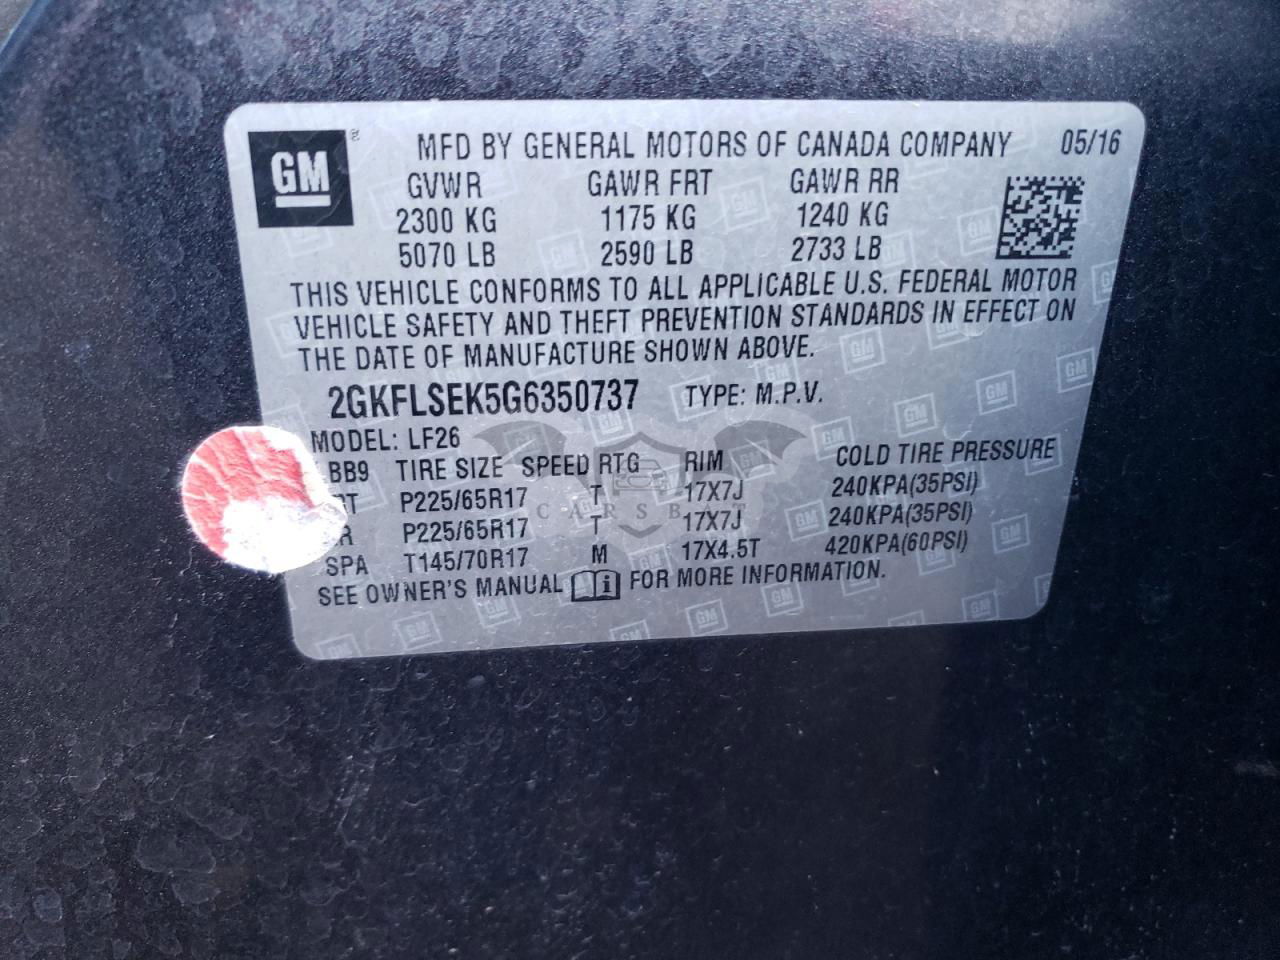 GM ® MFD BY GENERAL MOTORS OF CANADA COMPANY 05/16
GVWR GAWR FRT GAWR RR
2300 KG 1175 KG 1240 KG
5070 LB 2590 LB 2733 LB
THIS VEHICLE CONFORMS TO ALL APPLICABLE U.S. FEDERAL MOTOR
VEHICLE SAFETY AND THEFT PREVENTION STANDARDS IN EFFECT ON
THE DATE OF MANUFACTURE SHOWN ABOVE.
2GKFLSEK5G6350737 TYPE: M.P.V.
MODEL: LF26
BB9 TIRE SIZE SPEED RTG RIM COLD TIRE PRESSURE
RT P225/65R17 T 17X7J 240KPA(35PSI)
R P225/65R17 T 17X7J 240KPA(35PSI)
SPA T145/70R17 M 17X4.5T 420KPA(60PSI)
SEE OWNER'S MANUAL i FOR MORE INFORMATION.
CARSBAT